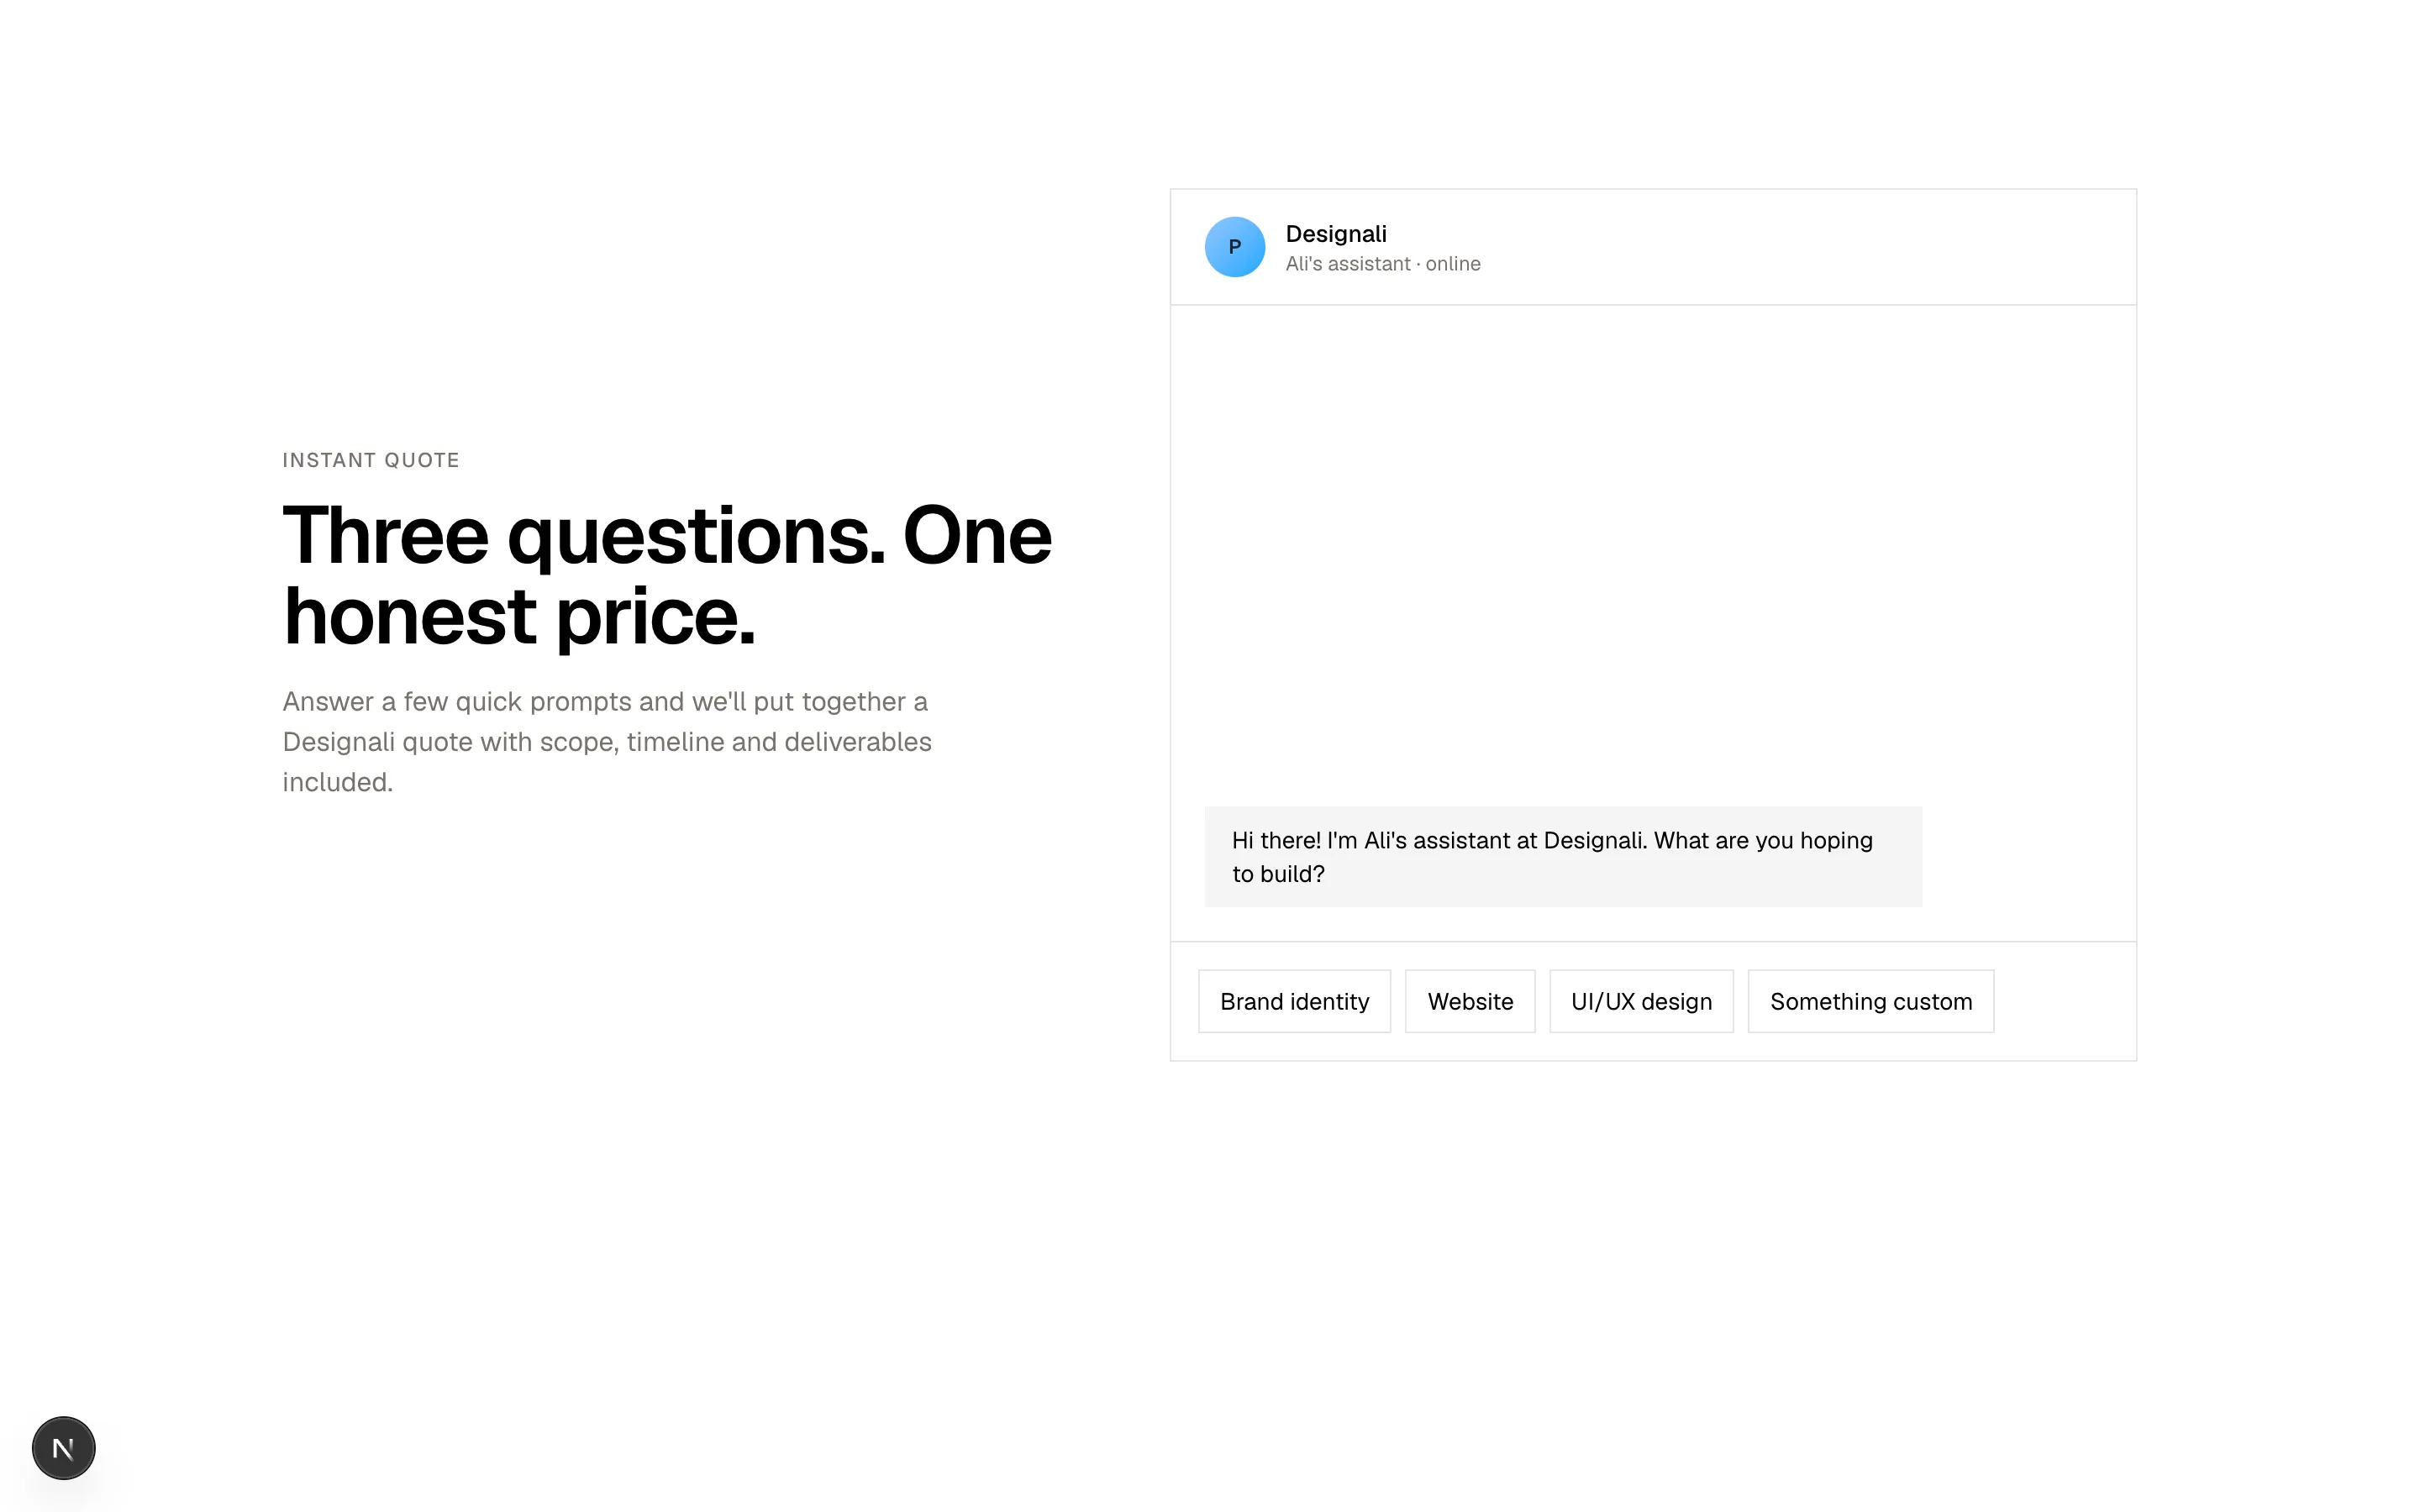 INSTANT QUOTE
Three questions. One
honest price.
Answer a few quick prompts and we'll put together a
Designali quote with scope, timeline and deliverables
included.
P
Designali
Ali's assistant · online
Hi there! I'm Ali's assistant at Designali. What are you hoping
to build?
Brand identity
Website
UI/UX design
Something custom
N